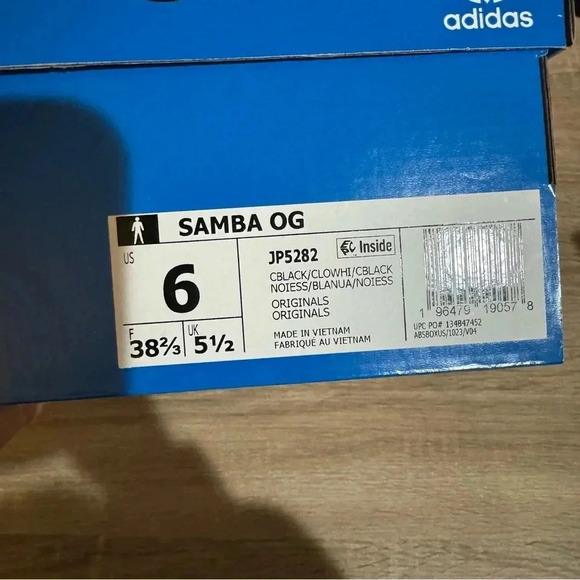 adidas
SAMBA OG
US
6
F
38⅔
UK
5½
JP5282
Inside
CBLACK/CLOWHI/CBLACK
NOIESS/BLANUA/NOIESS
ORIGINALS
ORIGINALS
MADE IN VIETNAM
FABRIQUÉ AU VIETNAM
1 96479 19057 8
UPC PO# 134847452
ABSBOXUS/1023/V04